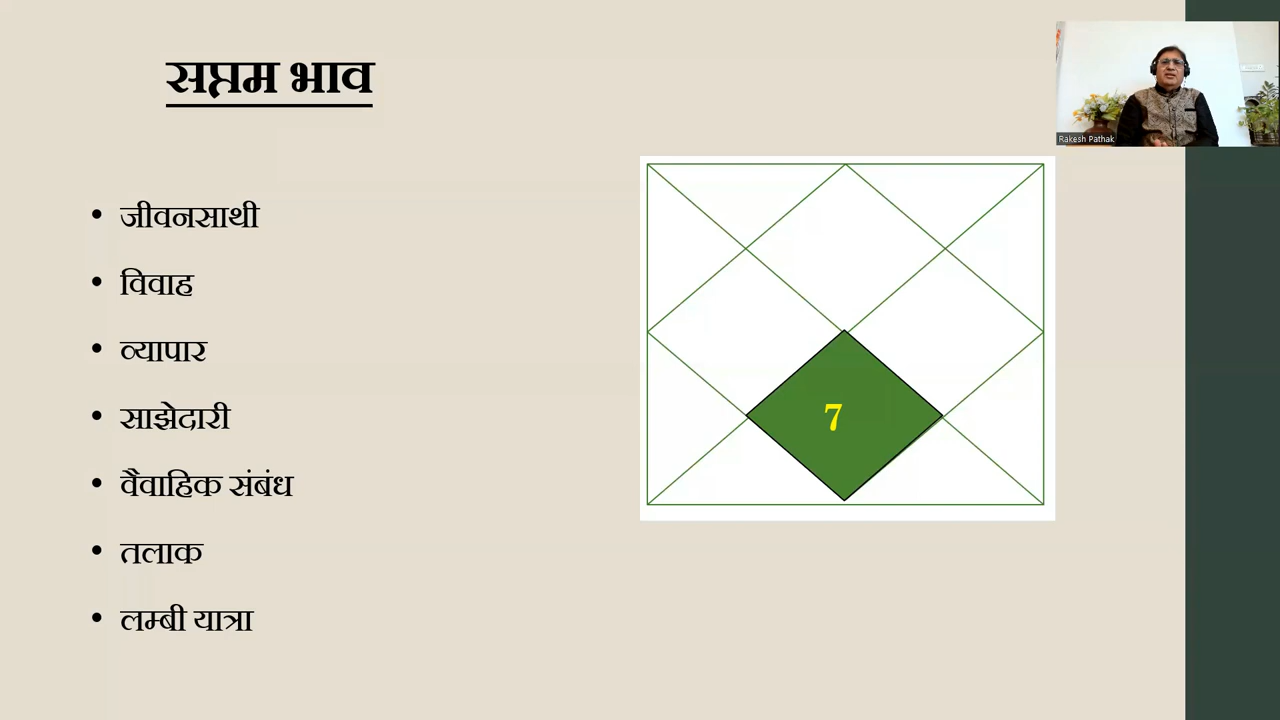 सप्तम भाव
Rakesh Pathak
• जीवनसाथी
• विवाह
• व्यापार
• साझेदारी
• वैवाहिक संबंध
• तलाक
• लम्बी यात्रा
7